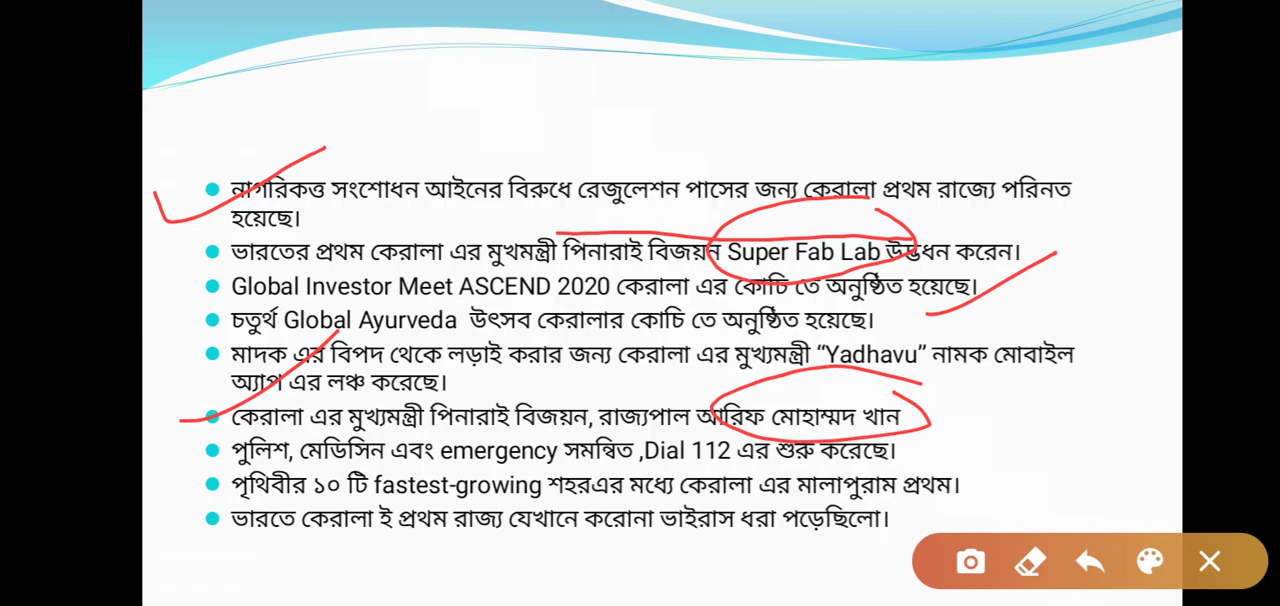 নাগরিকত্ত সংশোধন আইনের বিরুধে রেজুলেশন পাসের জন্য কেরালা প্রথম রাজ্যে পরিনত
হয়েছে।
ভারতের প্রথম কেরালা এর মুখমন্ত্রী পিনারাই বিজয়ন Super Fab Lab উদ্ভধন করেন।
Global Investor Meet ASCEND 2020 কেরালা এর কোচি তে অনুষ্ঠিত হয়েছে।
চতুর্থ Global Ayurveda উৎসব কেরালার কোচি তে অনুষ্ঠিত হয়েছে।
মাদক এর বিপদ থেকে লড়াই করার জন্য কেরালা এর মুখ্যমন্ত্রী “Yadhavu” নামক মোবাইল
অ্যাপ এর লঞ্চ করেছে।
কেরালা এর মুখ্যমন্ত্রী পিনারাই বিজয়ন, রাজ্যপাল আরিফ মোহাম্মদ খান
পুলিশ, মেডিসিন এবং emergency সমন্বিত ,Dial 112 এর শুরু করেছে।
পৃথিবীর ১০ টি fastest-growing শহরএর মধ্যে কেরালা এর মালাপুরাম প্রথম।
ভারতে কেরালা ই প্রথম রাজ্য যেখানে করোনা ভাইরাস ধরা পড়েছিলো।